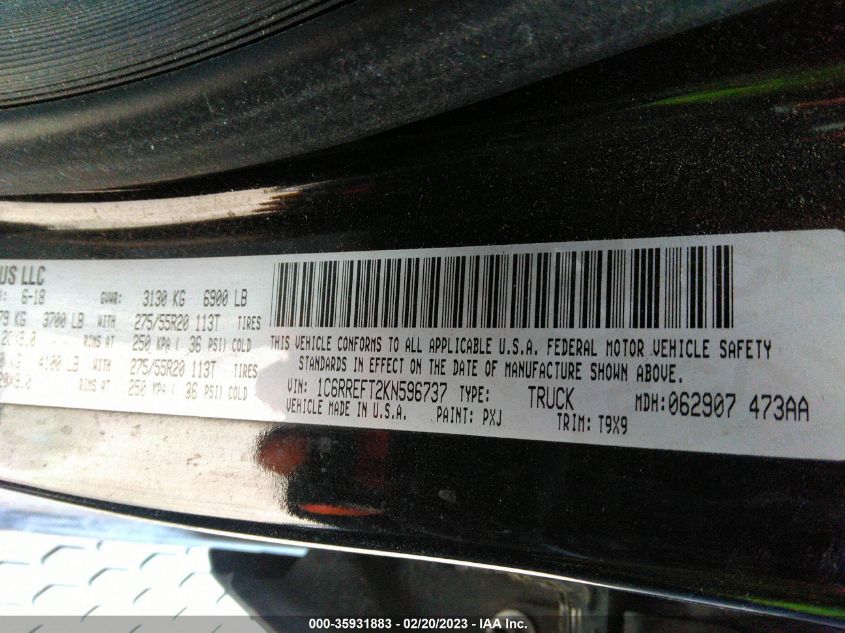 US LLC
: 6-18 GVWR: 3130 KG 6900 LB
79 KG 3700 LB WITH 275/55R20 113T TIRES
RIMS AT 250 KPA ( 36 PSI) COLD
KG 4100 LB WITH 275/55R20 113T TIRES
RIMS AT 250 KPA ( 36 PSI) COLD
THIS VEHICLE CONFORMS TO ALL APPLICABLE U.S.A. FEDERAL MOTOR VEHICLE SAFETY
STANDARDS IN EFFECT ON THE DATE OF MANUFACTURE SHOWN ABOVE.
VIN: 1C6RREFT2KN596737 TYPE: TRUCK MDH: 062907 473AA
VEHICLE MADE IN U.S.A. PAINT: PXJ TRIM: T9X9
000-35931883 — 02/20/2023 — IAA Inc.